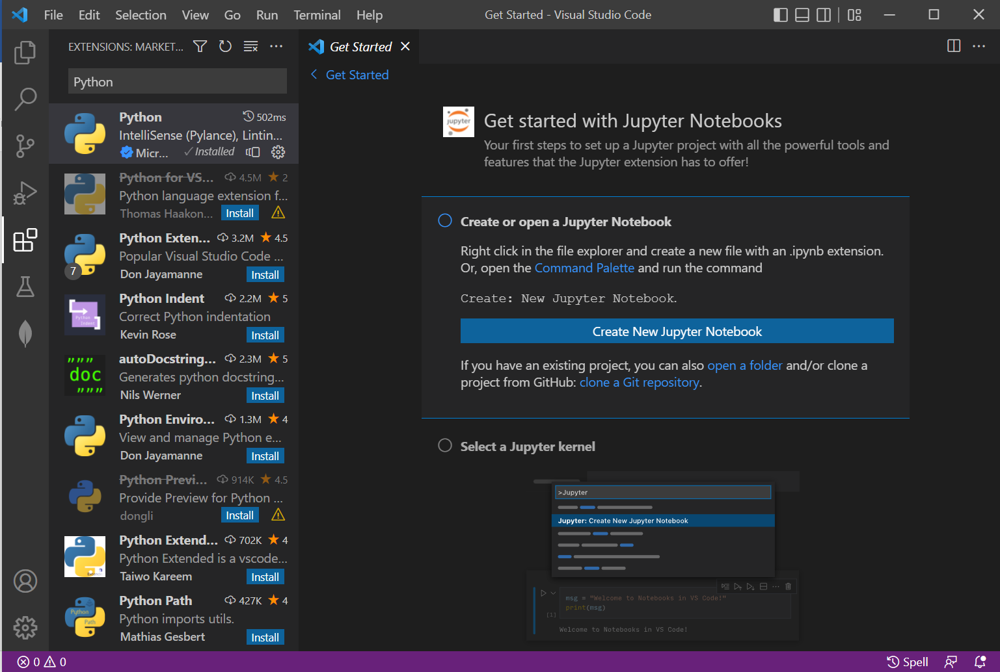 File Edit Selection View Go Run Terminal Help
Get Started - Visual Studio Code
EXTENSIONS: MARKET...
Python
Python 502ms
IntelliSense (Pylance), Lintin...
Micr... ✓Installed
Python for VS... 4.5M ★ 2
Python language extension f...
Thomas Haakon... Install
Python Exten... 3.2M ★ 4.5
Popular Visual Studio Code ...
7
Don Jayamanne Install
Python Indent 2.2M ★ 5
Correct Python indentation
Python
Indent
Kevin Rose Install
autoDocstring... 2.3M ★ 5
"""
doc
"""
Generates python docstring...
Nils Werner Install
Python Enviro... 1.3M ★ 4
View and manage Python e...
Don Jayamanne Install
Python Previ... 914K ★ 4.5
Provide Preview for Python ...
dongli Install
Python Extend... 702K ★ 4
Python Extended is a vscode...
Taiwo Kareem Install
Python Path 427K ★ 4
Python
Path
Python imports utils.
Mathias Gesbert Install
Get Started
Get Started
jupyter
Get started with Jupyter Notebooks
Your first steps to set up a Jupyter project with all the powerful tools and
features that the Jupyter extension has to offer!
Create or open a Jupyter Notebook
Right click in the file explorer and create a new file with an .ipynb extension.
Or, open the Command Palette and run the command
Create: New Jupyter Notebook.
Create New Jupyter Notebook
If you have an existing project, you can also open a folder and/or clone a
project from GitHub: clone a Git repository.
Select a Jupyter kernel
>Jupyter
Jupyter: Create New Jupyter Notebook
msg = "Welcome to Notebooks in VS Code!"
print(msg)
[1]
Welcome to Notebooks in VS Code!
0 0
Spell